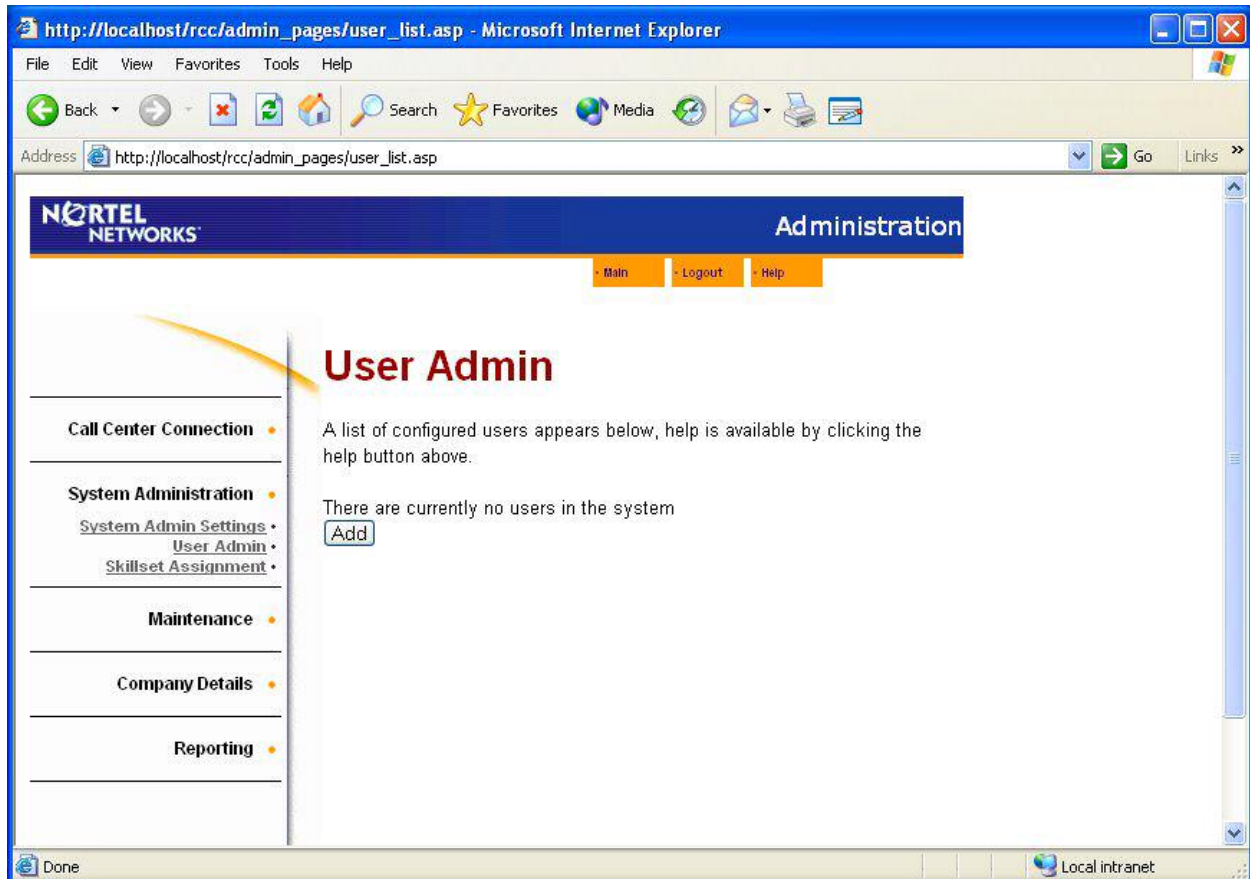 http://localhost/rcc/admin_pages/user_list.asp - Microsoft Internet Explorer
File Edit View Favorites Tools Help
Back Search Favorites Media
Address http://localhost/rcc/admin_pages/user_list.asp Go Links »
NORTEL
NETWORKS
Administration
Main Logout Help
User Admin
Call Center Connection
A list of configured users appears below, help is available by clicking the
help button above.
System Administration
System Admin Settings
User Admin
Skillset Assignment
There are currently no users in the system
Add
Maintenance
Company Details
Reporting
Done Local intranet